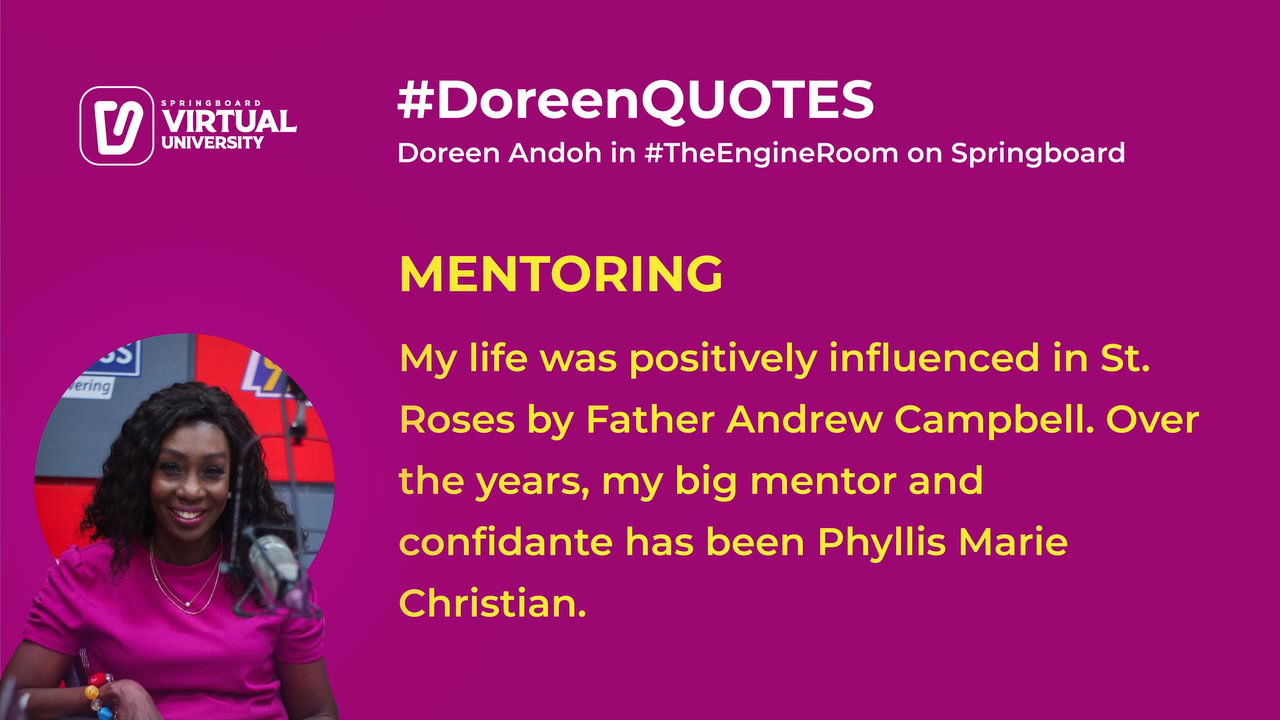 SPRINGBOARD
VIRTUAL
UNIVERSITY
#DoreenQUOTES
Doreen Andoh in #TheEngineRoom on Springboard
MENTORING
My life was positively influenced in St.
Roses by Father Andrew Campbell. Over
the years, my big mentor and
confidante has been Phyllis Marie
Christian.